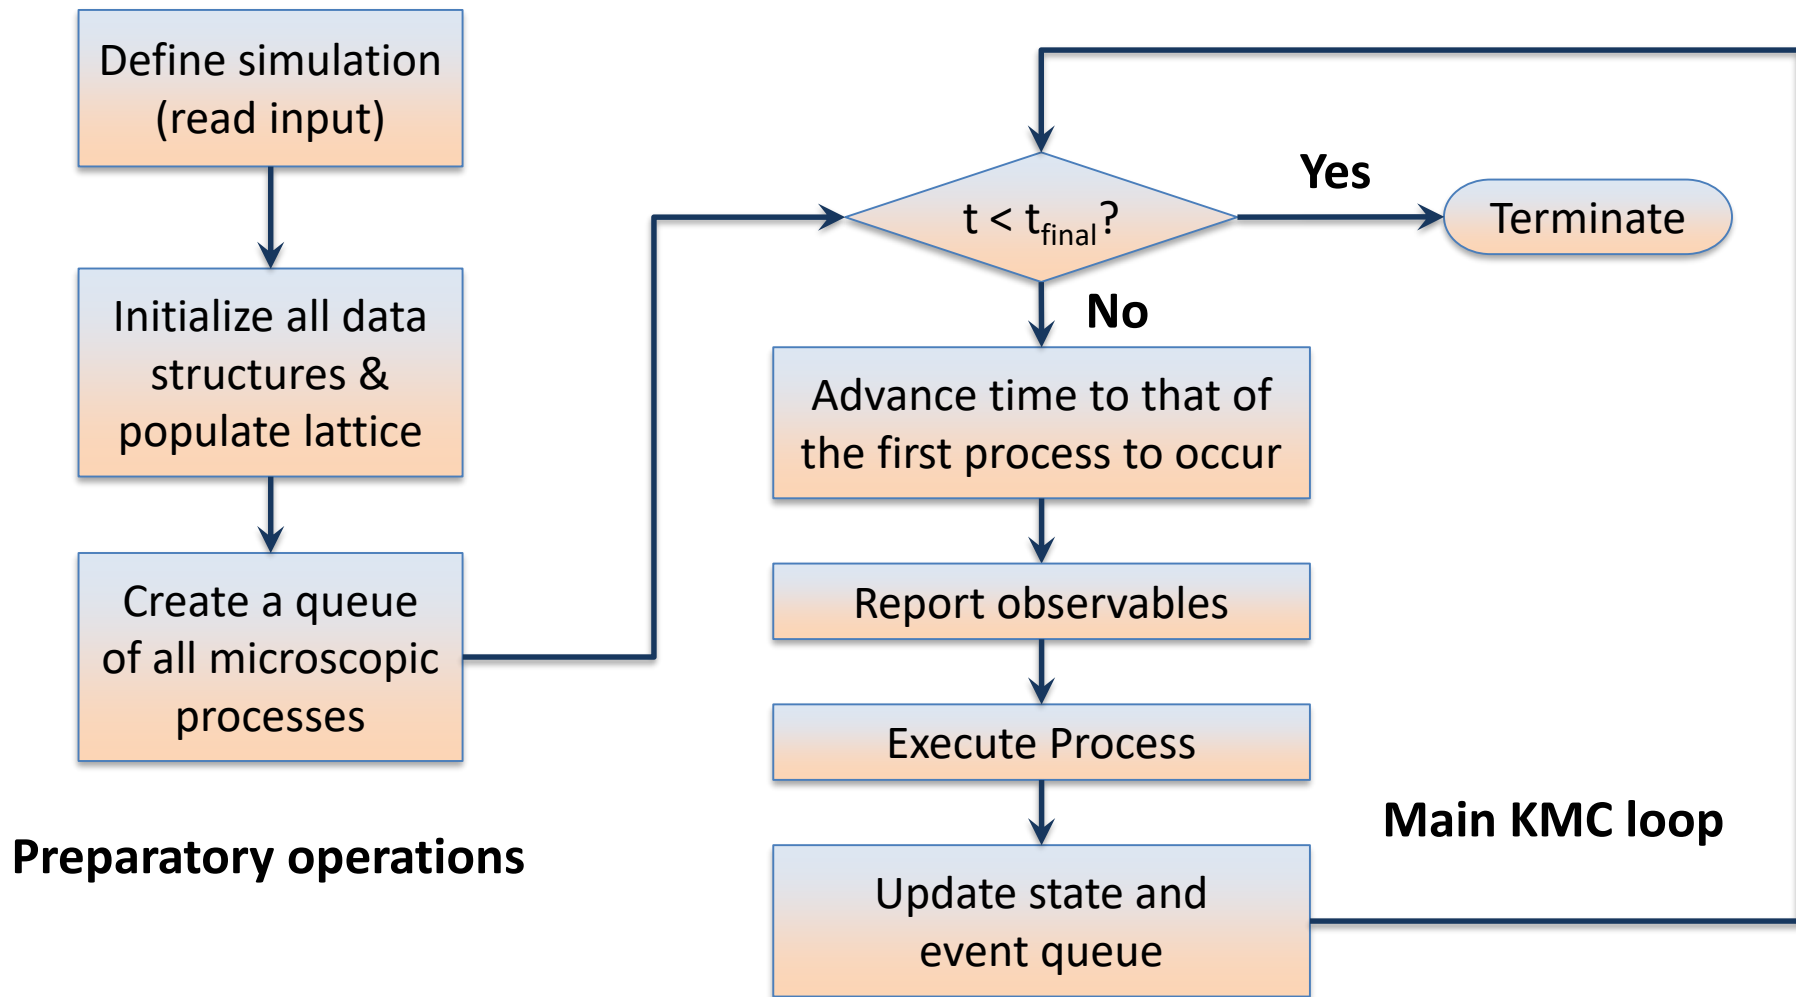 Define simulation
(read input)
Initialize all data
structures &
populate lattice
Create a queue
of all microscopic
processes
Preparatory operations
t < tfinal?
Yes
Terminate
No
Advance time to that of
the first process to occur
Report observables
Execute Process
Update state and
event queue
Main KMC loop